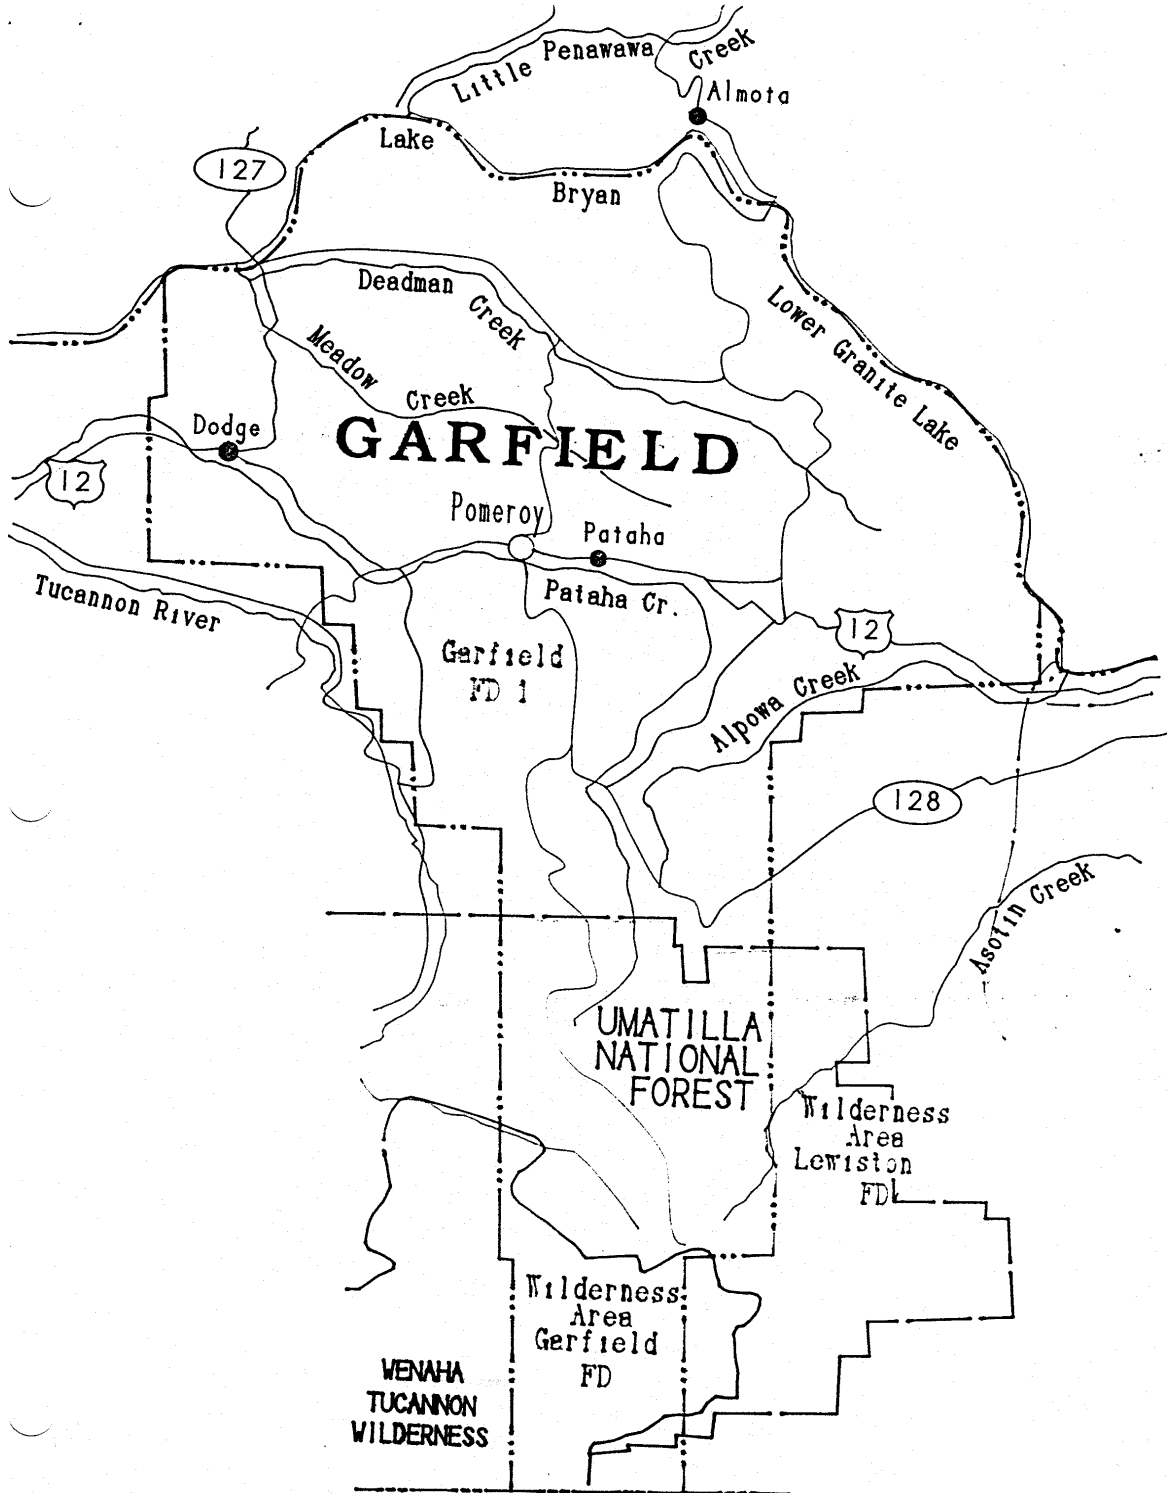 Little Penawawa Creek
Almota
Lake
Bryan
127
Deadman Creek
Lower Granite Lake
Meadow Creek
Dodge
GARFIELD
12
Pomeroy
Pataha
Tucannon River
Pataha Cr.
12
Garfield
FD 1
Alpowa Creek
128
Asotin Creek
UMATILLA
NATIONAL
FOREST
Wilderness
Area
Lewiston
FD
Wilderness
Area
Garfield
FD
WENAHA
TUCANNON
WILDERNESS